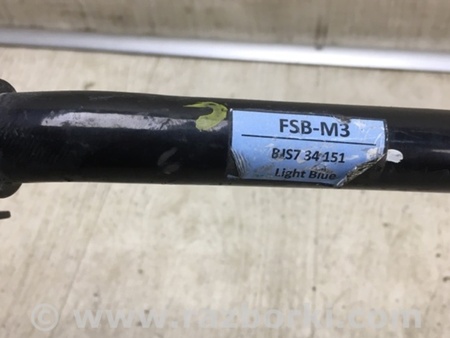 FSB-M3
BJS7 34 151
Light Blue
© www.razborka.com